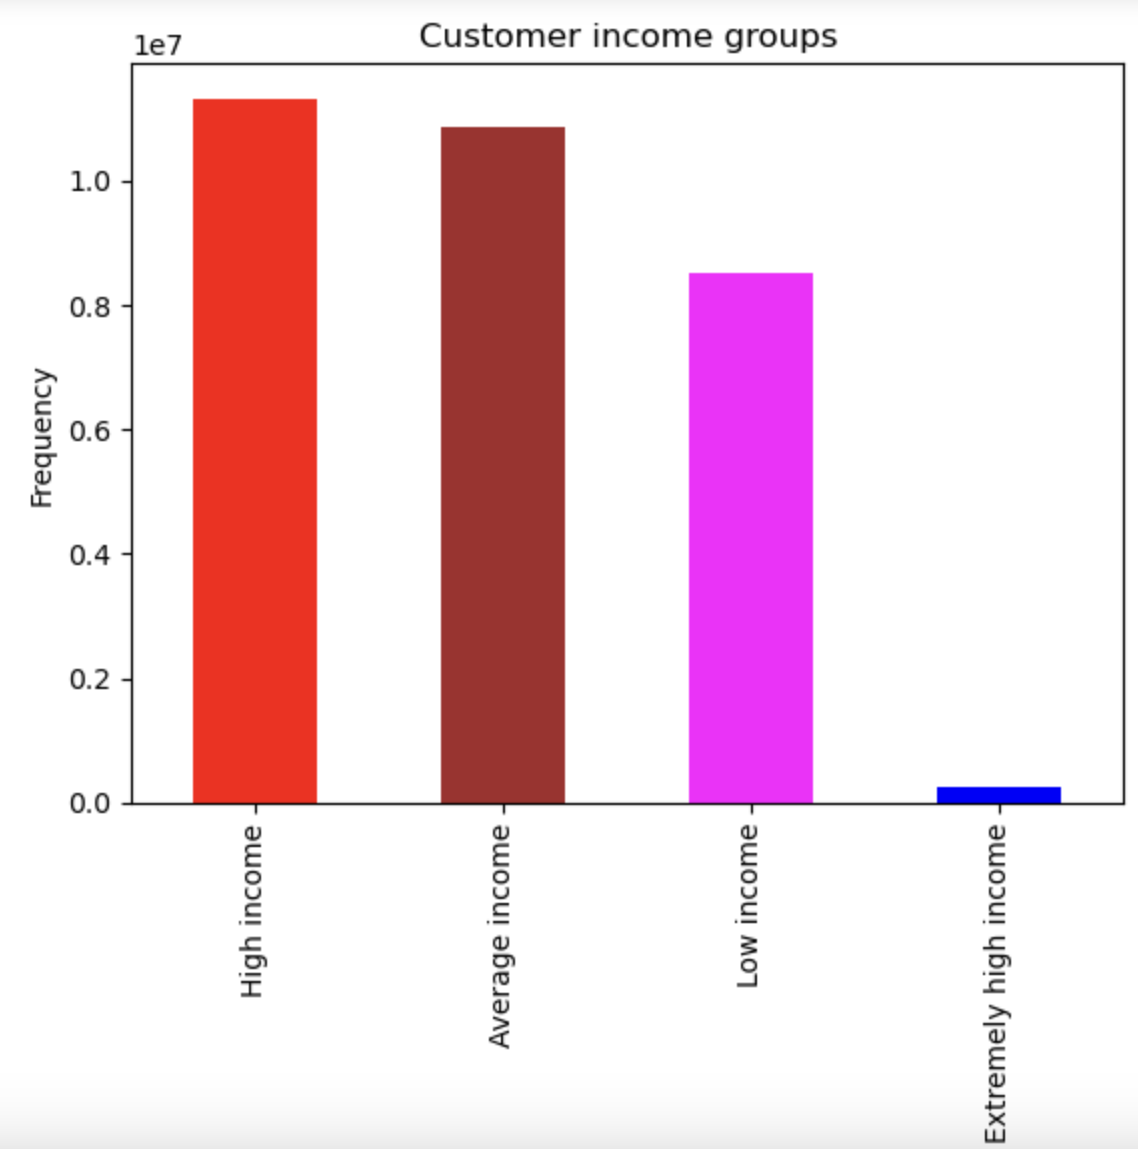 Customer income groups
1e7
1.0
0.8
0.6
0.4
0.2
0.0
Frequency
High income
Average income
Low income
Extremely high income